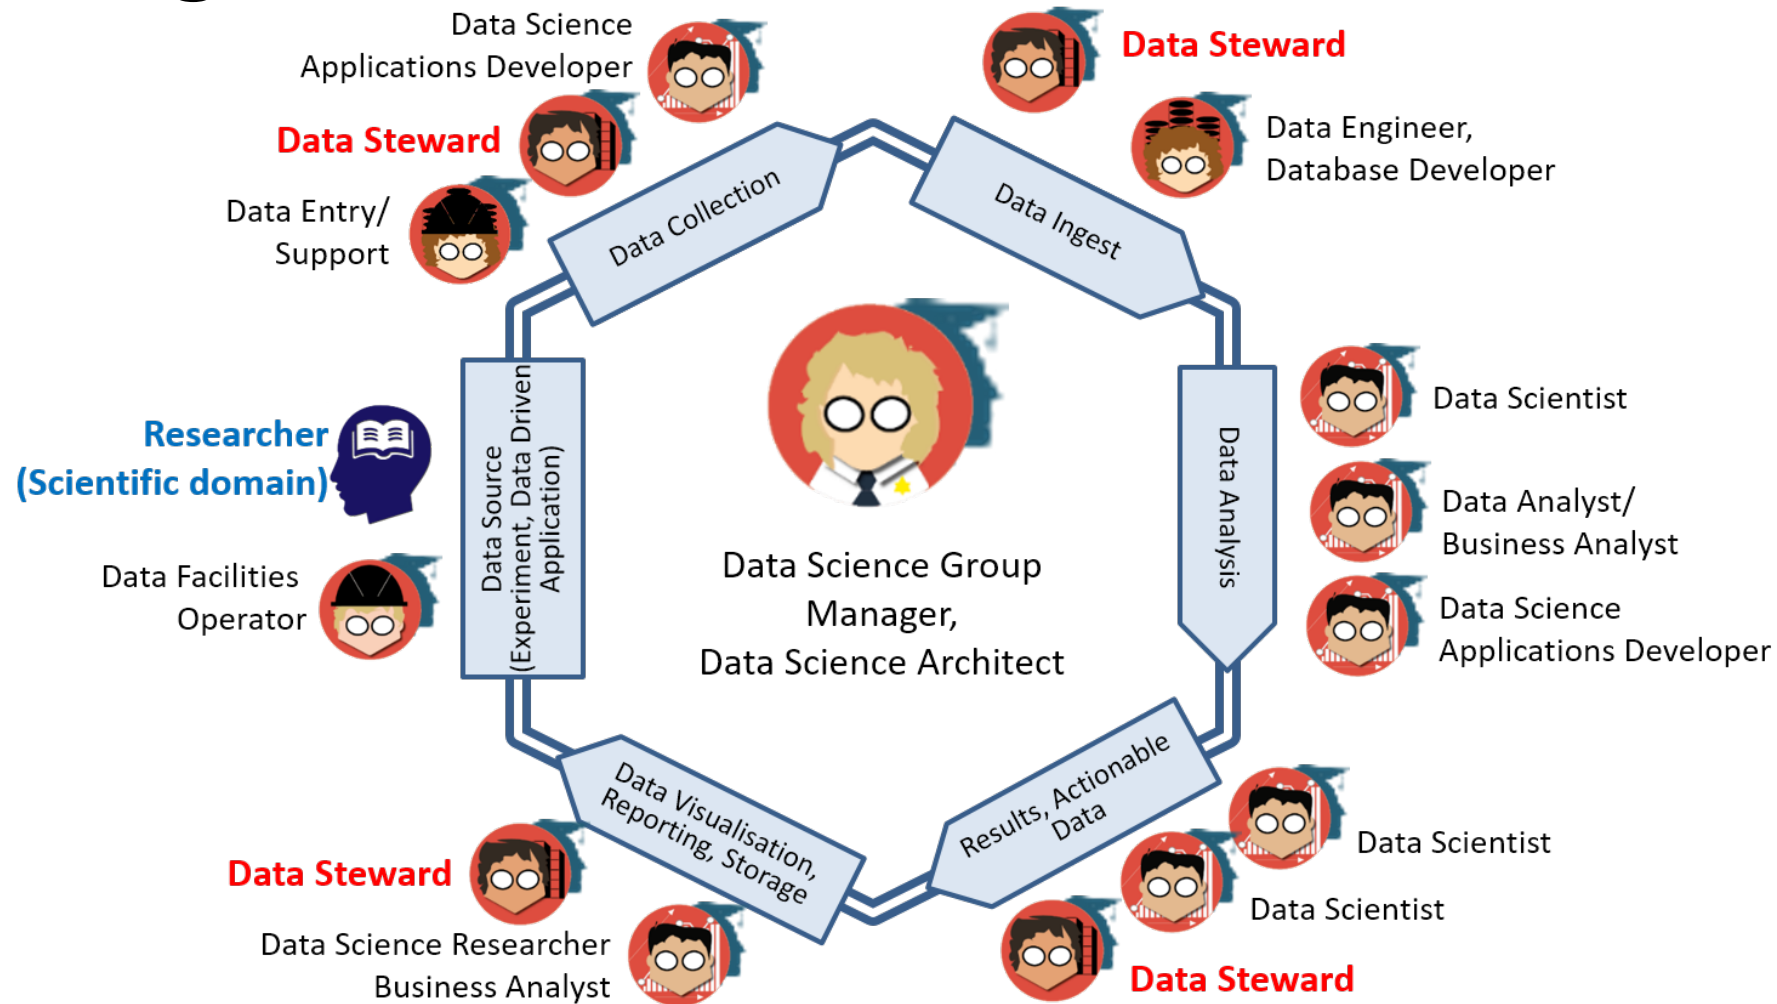 Data Science
Applications Developer
Data Steward
Data Entry/
Support
Data Steward
Data Engineer,
Database Developer
Data Collection
Data Ingest
Researcher
(Scientific domain)
Data Facilities
Operator
Data Source
(Experiment, Data Driven
Application)
Data Science Group
Manager,
Data Science Architect
Data Analysis
Data Scientist
Data Analyst/
Business Analyst
Data Science
Applications Developer
Data Visualisation,
Reporting, Storage
Results, Actionable
Data
Data Steward
Data Science Researcher
Business Analyst
Data Scientist
Data Scientist
Data Steward